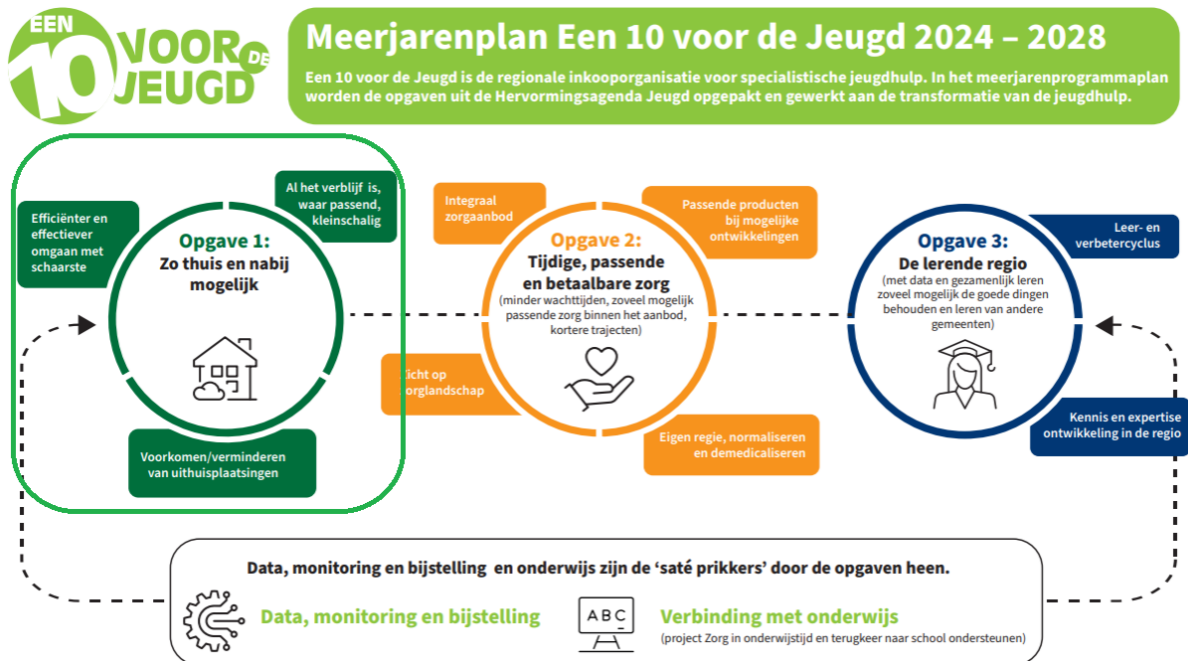 EEN
10
VOOR
DE
JEUGD
Meerjarenplan Een 10 voor de Jeugd 2024 – 2028
Een 10 voor de Jeugd is de regionale inkooporganisatie voor specialistische jeugdhulp. In het meerjarenprogrammaplan
worden de opgaven uit de Hervormingsagenda Jeugd opgepakt en gewerkt aan de transformatie van de jeugdhulp.
Efficiënter en
effectiever
omgaan met
schaarste
Al het verblijf is,
waar passend,
kleinschalig
Opgave 1:
Zo thuis en nabij
mogelijk
Voorkomen/verminderen
van uithuisplaatsingen
Integraal
zorgaanbod
Passende producten
bij mogelijke
ontwikkelingen
Opgave 2:
Tijdige, passende
en betaalbare zorg
(minder wachttijden, zoveel mogelijk
passende zorg binnen het aanbod,
kortere trajecten)
Zicht op
zorglandschap
Eigen regie, normaliseren
en demedicaliseren
Leer- en
verbetercyclus
Opgave 3:
De lerende regio
(met data en gezamenlijk leren
zoveel mogelijk de goede dingen
behouden en leren van andere
gemeenten)
Kennis en expertise
ontwikkeling in de regio
Data, monitoring en bijstelling en onderwijs zijn de ‘saté prikkers’ door de opgaven heen.
Data, monitoring en bijstelling
ABC
Verbinding met onderwijs
(project Zorg in onderwijstijd en terugkeer naar school ondersteunen)